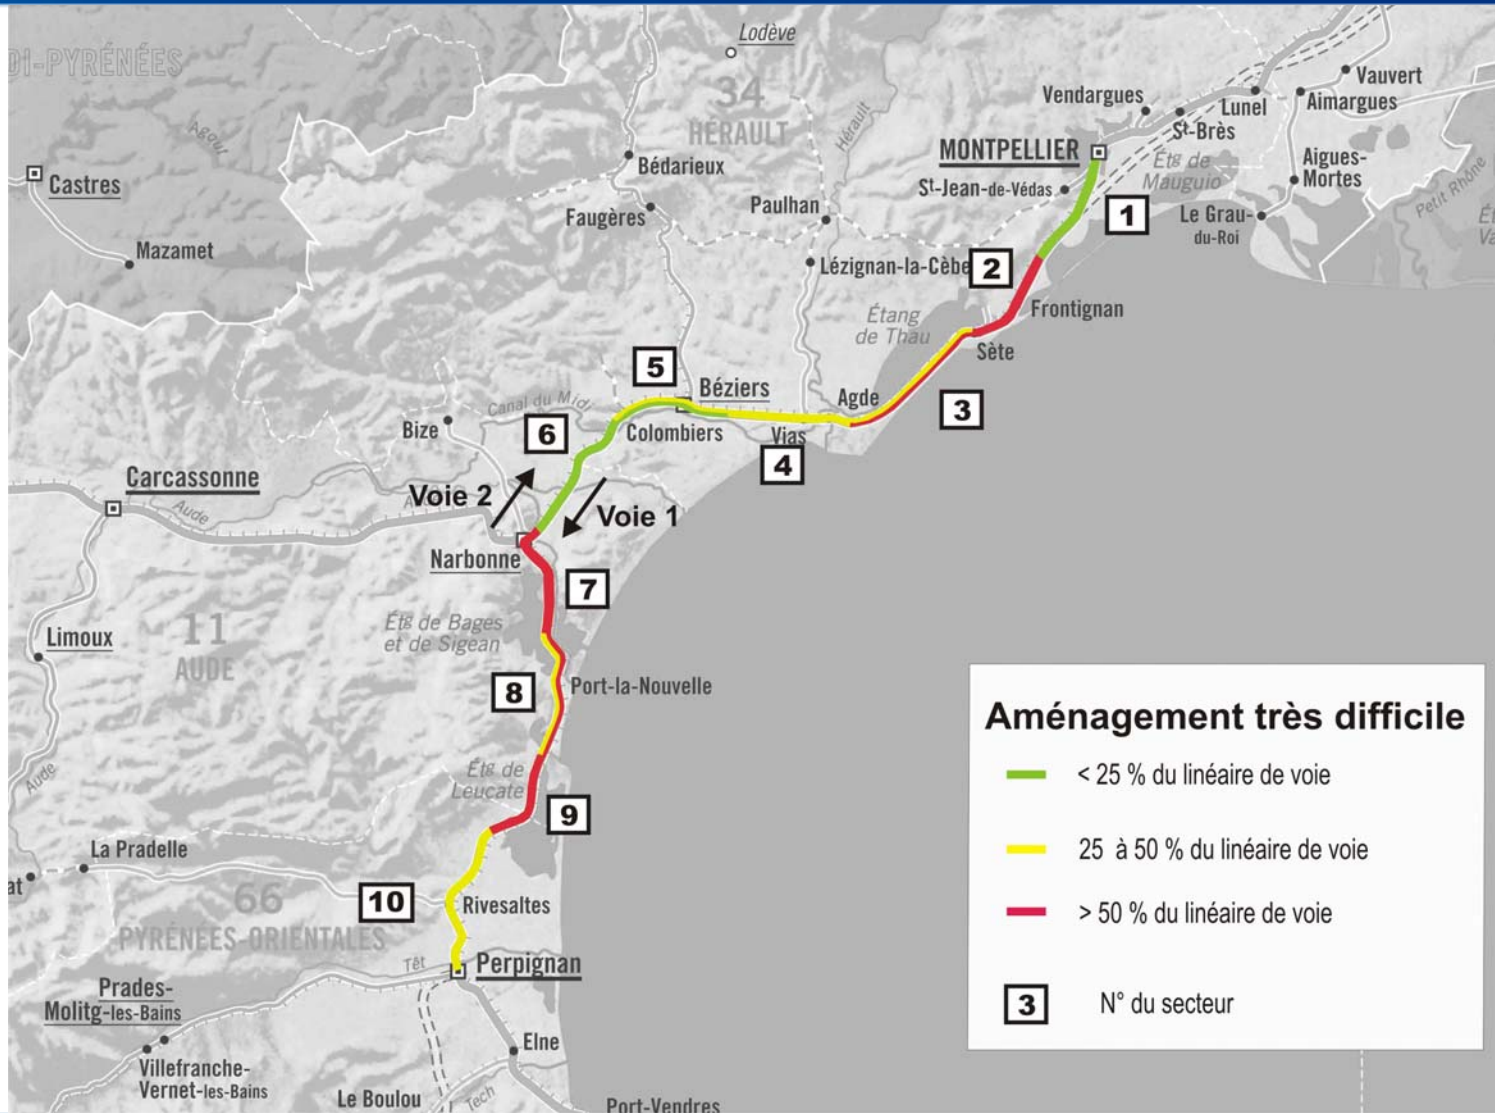 Lodève
DI-PYRÉNÉES
Agout
34
HÉRAULT
Hérault
Vauvert
Vendargues
Lunel
Aimargues
St-Brès
MONTPELLIER
Étg de
Mauguio
Aigues-
Mortes
Castres
Bédarieux
St-Jean-de-Védas
Petit Rhône
Paulhan
Faugères
1
Le Grau-
du-Roi
Mazamet
Lézignan-la-Cèbe
2
Étang
de Thau
Frontignan
Sète
5
Béziers
Agde
3
Canal du Midi
Bize
6
Colombiers
Vias
4
Carcassonne
Aude
Voie 2
Voie 1
Narbonne
7
Étg de Bages
et de Sigean
Limoux
11
AUDE
8
Port-la-Nouvelle
Aude
Étg de
Leucate
9
La Pradelle
at
66
PYRÉNÉES-ORIENTALES
10
Rivesaltes
Têt
Perpignan
Prades-
Molitg-les-Bains
Elne
Villefranche-
Vernet-les-Bains
Le Boulou
Tech
Port-Vendres
Aménagement très difficile
< 25 % du linéaire de voie
25 à 50 % du linéaire de voie
> 50 % du linéaire de voie
3
N° du secteur